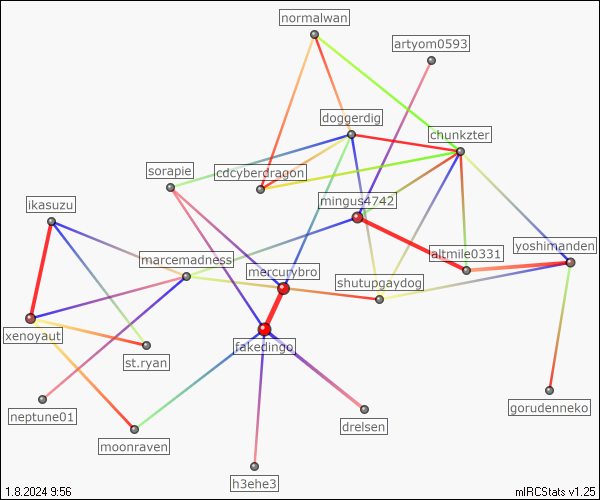 normalwan
artyom0593
doggerdig
chunkzter
sorapie
cdcyberdragon
mingus4742
ikasuzu
yoshimanden
altmile0331
marcemadness
mercurybro
shutupgaydog
xenoyaut
fakedingo
st.ryan
gorudenneko
neptune01
drelsen
moonraven
h3ehe3
1.8.2024 9:56
mIRCStats v1.25